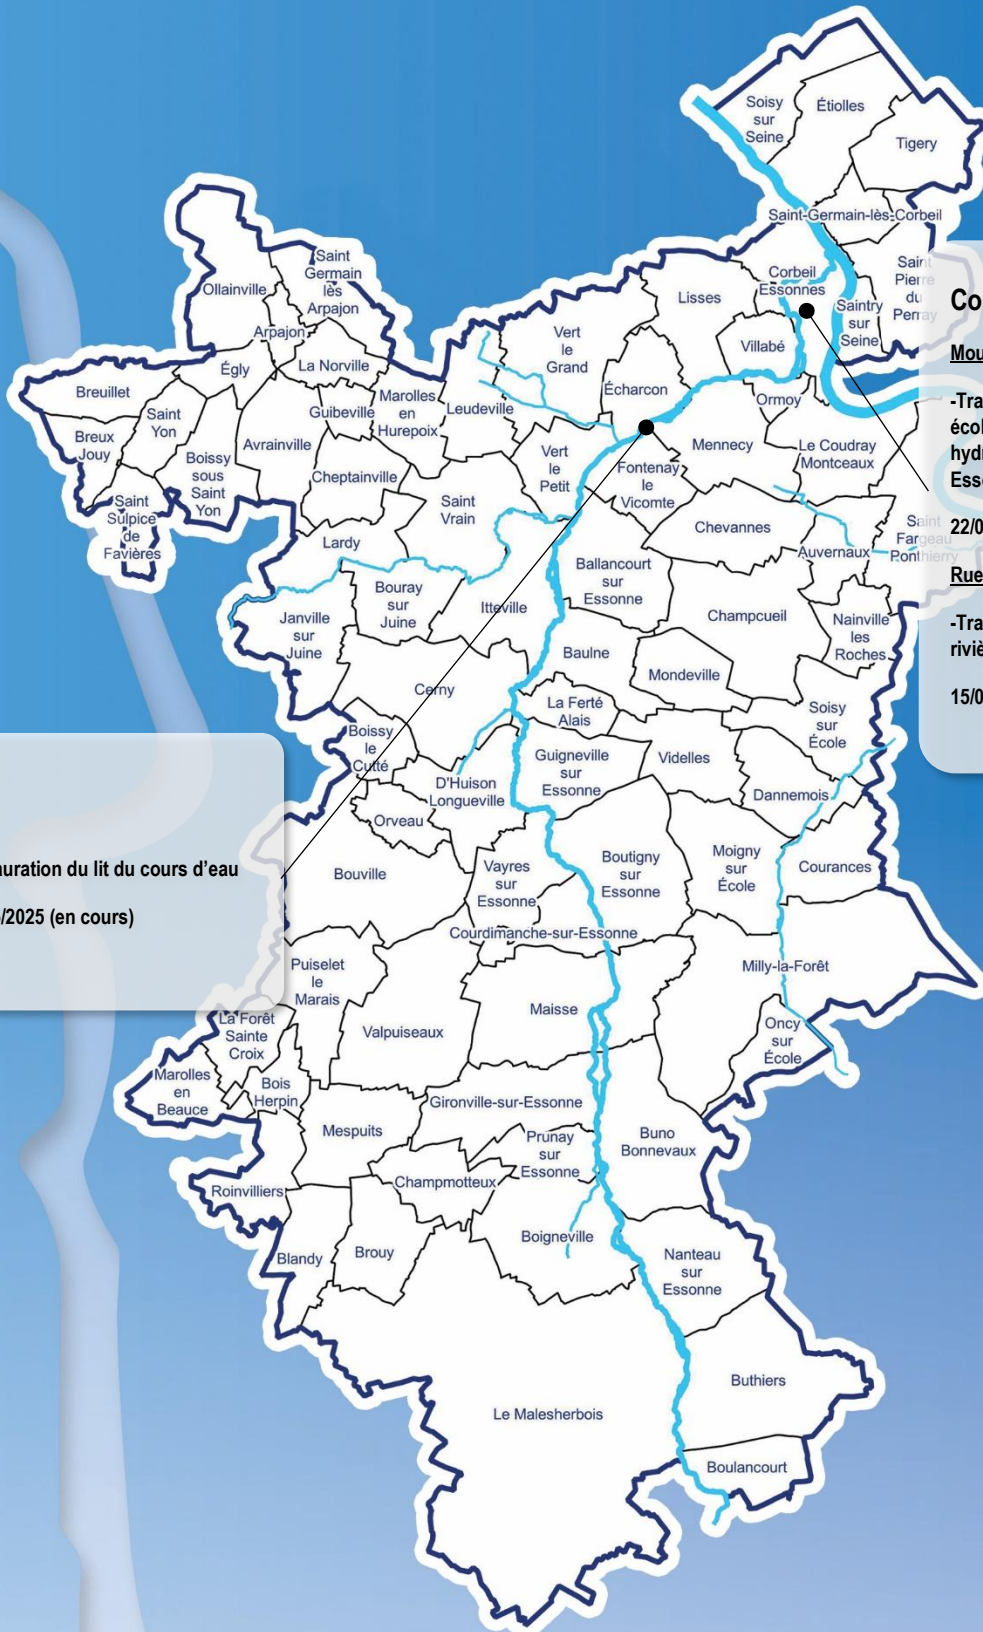 Soisy
sur
Seine
Étiolles
Tigery
Saint-Germain-lès-Corbeil
Saint
Pierre
du
Perray
Corbeil
Essonnes
Saintry
sur
Seine
Lisses
Villabé
Ormoy
Vert
le
Grand
Écharcon
Mennecy
Le Coudray
Montceaux
Fontenay
le
Vicomte
Chevannes
Auvernaux
Saint
Fargeau
Ponthierry
Ollainville
Saint
Germain
lès
Arpajon
Arpajon
La Norville
Égly
Breuillet
Breux
Jouy
Saint
Yon
Boissy
sous
Saint
Yon
Saint
Sulpice
de
Favières
Avrainville
Guibeville
Cheptainville
Marolles
en
Hurepoix
Leudeville
Vert
le
Petit
Saint
Vrain
Lardy
Janville
sur
Juine
Bouray
sur
Juine
Itteville
Ballancourt
sur
Essonne
Champcueil
Nainville
les
Roches
Baulne
Mondeville
Cerny
La Ferté
Alais
Soisy
sur
École
Boissy
le
Cutté
D'Huison
Longueville
Guigneville
sur
Essonne
Videlles
Dannemois
Orveau
Bouville
Vayres
sur
Essonne
Boutigny
sur
Essonne
Moigny
sur
École
Courances
Courdimanche-sur-Essonne
Milly-la-Forêt
Puiselet
le
Marais
Valpuiseaux
Maisse
Oncy
sur
École
La Forêt
Sainte
Croix
Marolles
en
Beauce
Bois
Herpin
Mespuits
Gironville-sur-Essonne
Prunay
sur
Essonne
Buno
Bonnevaux
Champmotteux
Roinvilliers
Blandy
Brouy
Boigneville
Nanteau
sur
Essonne
Buthiers
Le Malesherbois
Boulancourt
Co
Mou
-Tra
écol
hydr
Ess
22/0
Rue
-Tra
riviè
15/0
auration du lit du cours d'eau
/2025 (en cours)